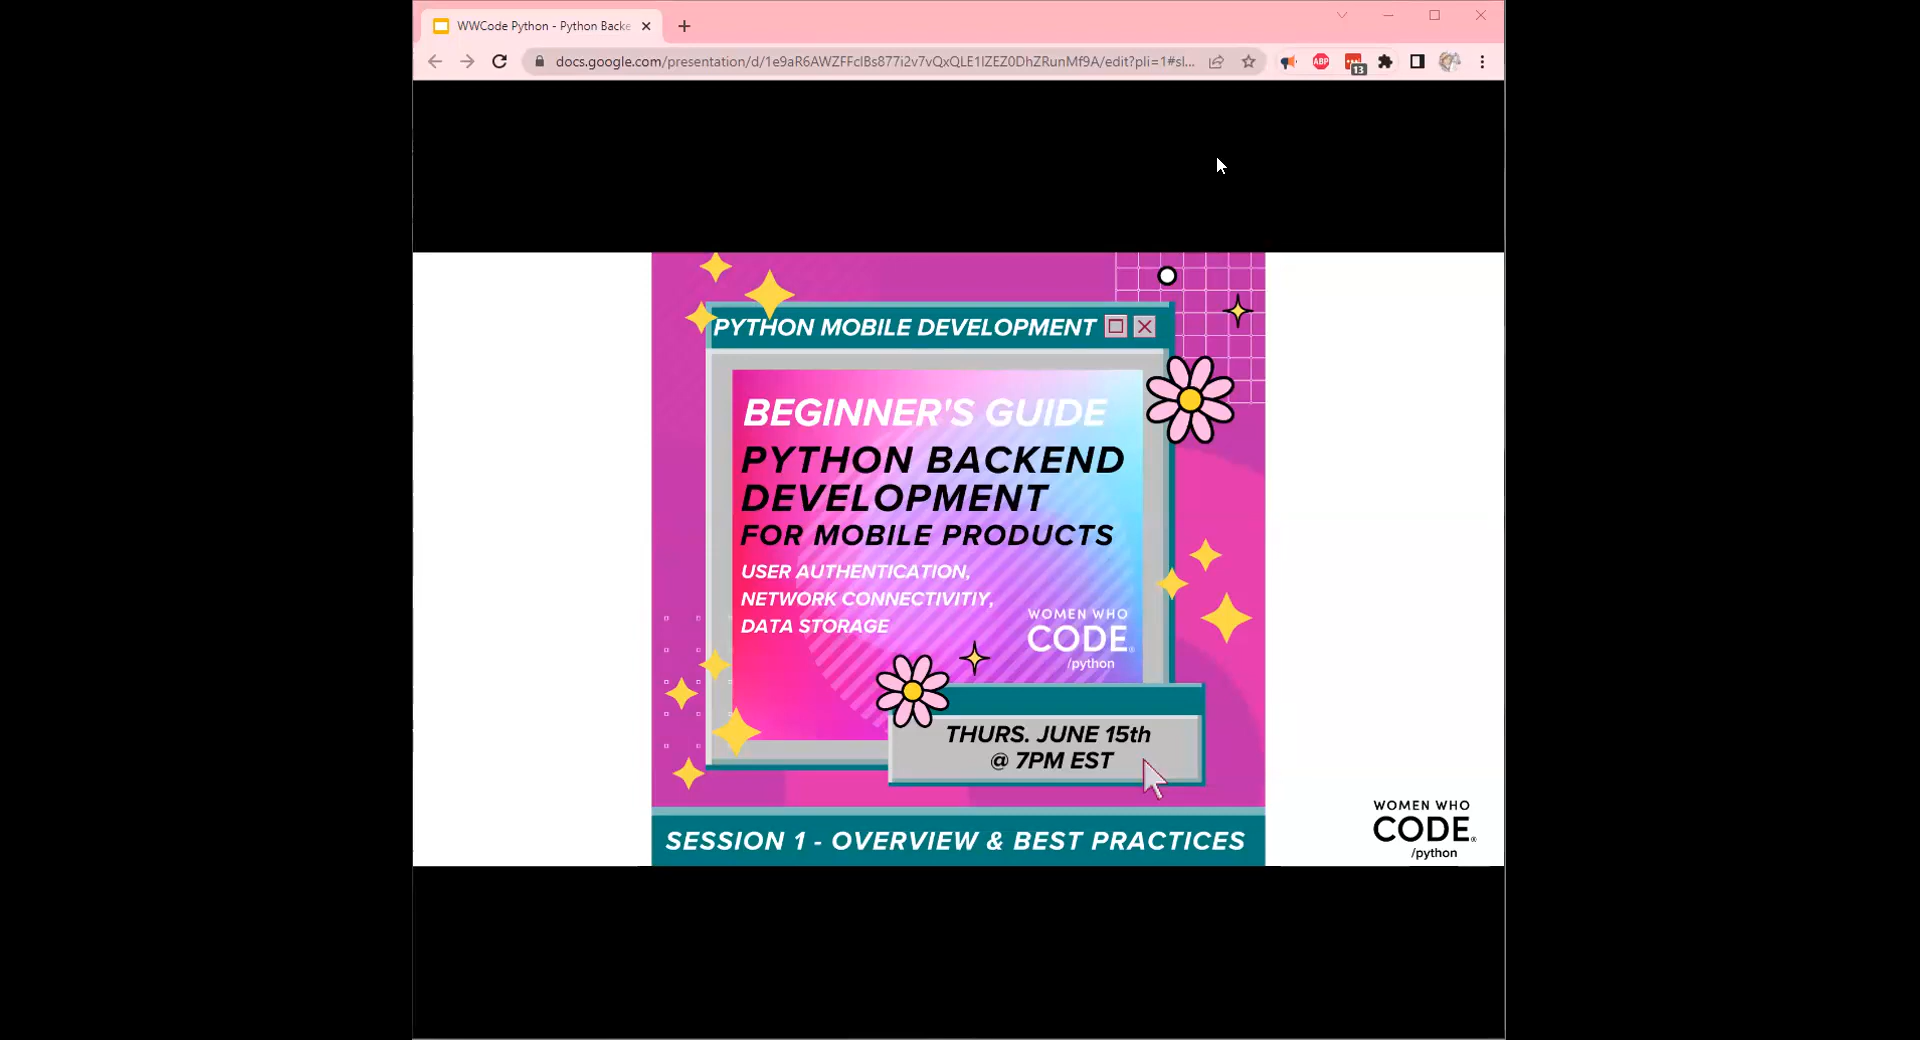 WWCode Python - Python Backe
docs.google.com/presentation/d/1e9aR6AWZFFclBs877i2v7vQxQLE1IZEZ0DhZRunMf9A/edit?pli=1#sl...
ABP
13
PYTHON MOBILE DEVELOPMENT
BEGINNER'S GUIDE
PYTHON BACKEND
DEVELOPMENT
FOR MOBILE PRODUCTS
USER AUTHENTICATION,
NETWORK CONNECTIVITIY,
DATA STORAGE
WOMEN WHO
CODE®
/python
THURS. JUNE 15th
@ 7PM EST
SESSION 1 - OVERVIEW & BEST PRACTICES
WOMEN WHO
CODE®
/python